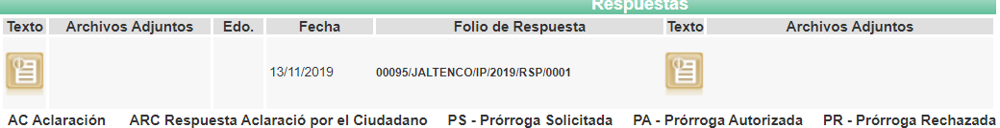 Respuestas
Texto Archivos Adjuntos Edo. Fecha Folio de Respuesta Texto Archivos Adjuntos
13/11/2019 00095/JALTENCO/IP/2019/RSP/0001
AC Aclaración ARC Respuesta Aclaració por el Ciudadano PS - Prórroga Solicitada PA - Prórroga Autorizada PR - Prórroga Rechazada